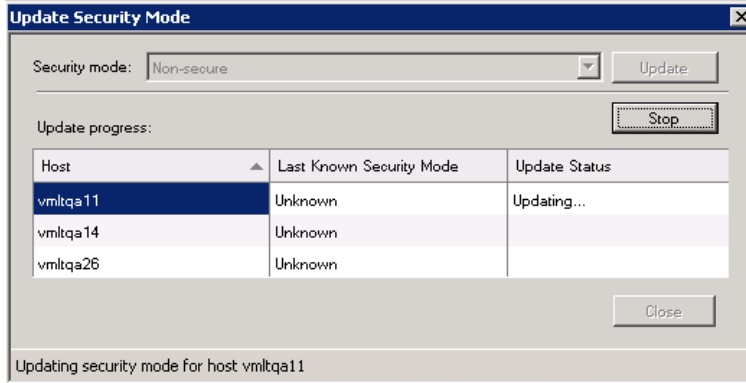 Update Security Mode
Security mode: Non-secure Update
Stop
Update progress:
Host Last Known Security Mode Update Status
vmltqa11 Unknown Updating...
vmltqa14 Unknown
vmltqa26 Unknown
Close
Updating security mode for host vmltqa11